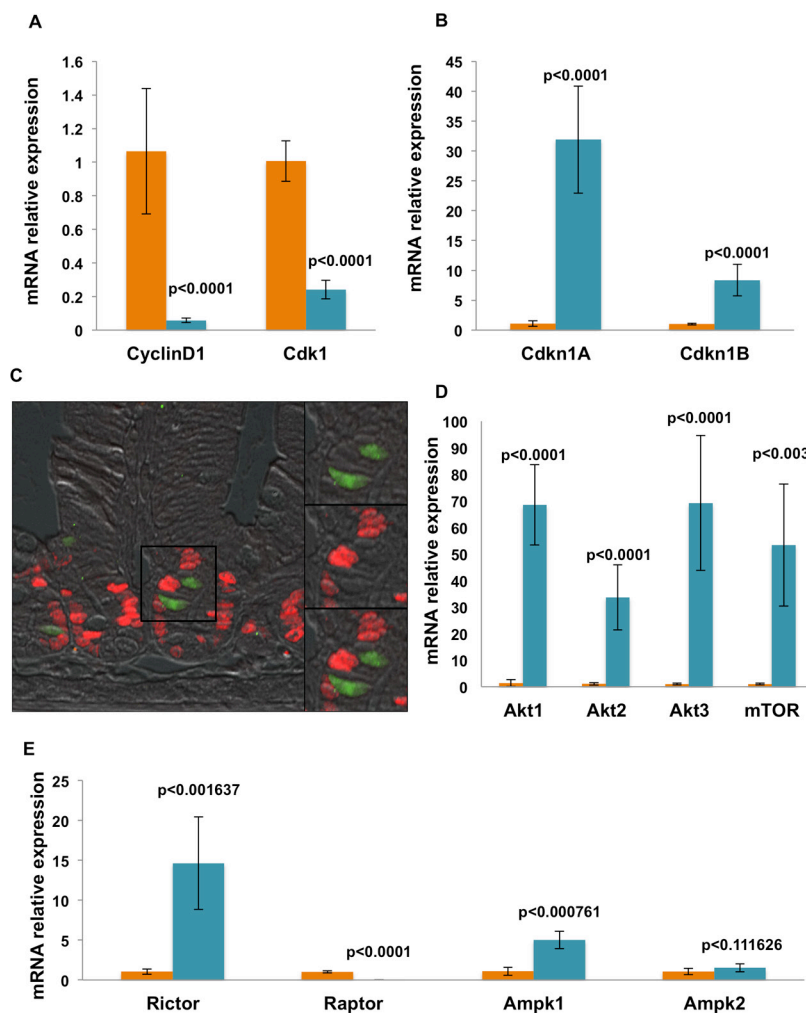 A
mRNA relative expression
1.6
1.4
1.2
1
0.8
0.6
0.4
0.2
0
p<0.0001
p<0.0001
CyclinD1 Cdk1
B
mRNA relative expression
45
40
35
30
25
20
15
10
5
0
p<0.0001
p<0.0001
Cdkn1A Cdkn1B
C
D
mRNA relative expression
100
90
80
70
60
50
40
30
20
10
0
p<0.0001
p<0.0001
p<0.0001
p<0.003
Akt1 Akt2 Akt3 mTOR
E
mRNA relative expression
25
20
15
10
5
0
p<0.001637
p<0.0001
p<0.000761
p<0.111626
Rictor Raptor Ampk1 Ampk2